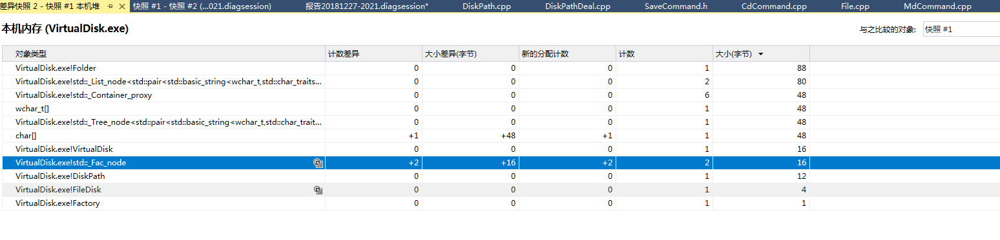 差异快照 2 - 快照 #1 本机堆 快照 #1 - 快照 #2 (...021.diagsession) 报告20181227-2021.diagsession* DiskPath.cpp DiskPathDeal.cpp SaveCommand.h CdCommand.cpp File.cpp MdCommand.cpp
本机内存 (VirtualDisk.exe) 与之比较的对象: 快照 #1
对象类型 计数差异 大小差异(字节) 新的分配计数 计数 大小(字节)
VirtualDisk.exe!Folder 0 0 0 1 88
VirtualDisk.exe!std::_List_node<std::pair<std::basic_string<wchar_t,std::char_traits... 0 0 0 2 80
VirtualDisk.exe!std::_Container_proxy 0 0 0 6 48
wchar_t[] 0 0 0 1 48
VirtualDisk.exe!std::_Tree_node<std::pair<std::basic_string<wchar_t,std::char_trait... 0 0 0 1 48
char[] +1 +48 +1 1 48
VirtualDisk.exe!VirtualDisk 0 0 0 1 16
VirtualDisk.exe!std::_Fac_node +2 +16 +2 2 16
VirtualDisk.exe!DiskPath 0 0 0 1 12
VirtualDisk.exe!FileDisk 0 0 0 1 4
VirtualDisk.exe!Factory 0 0 0 1 1